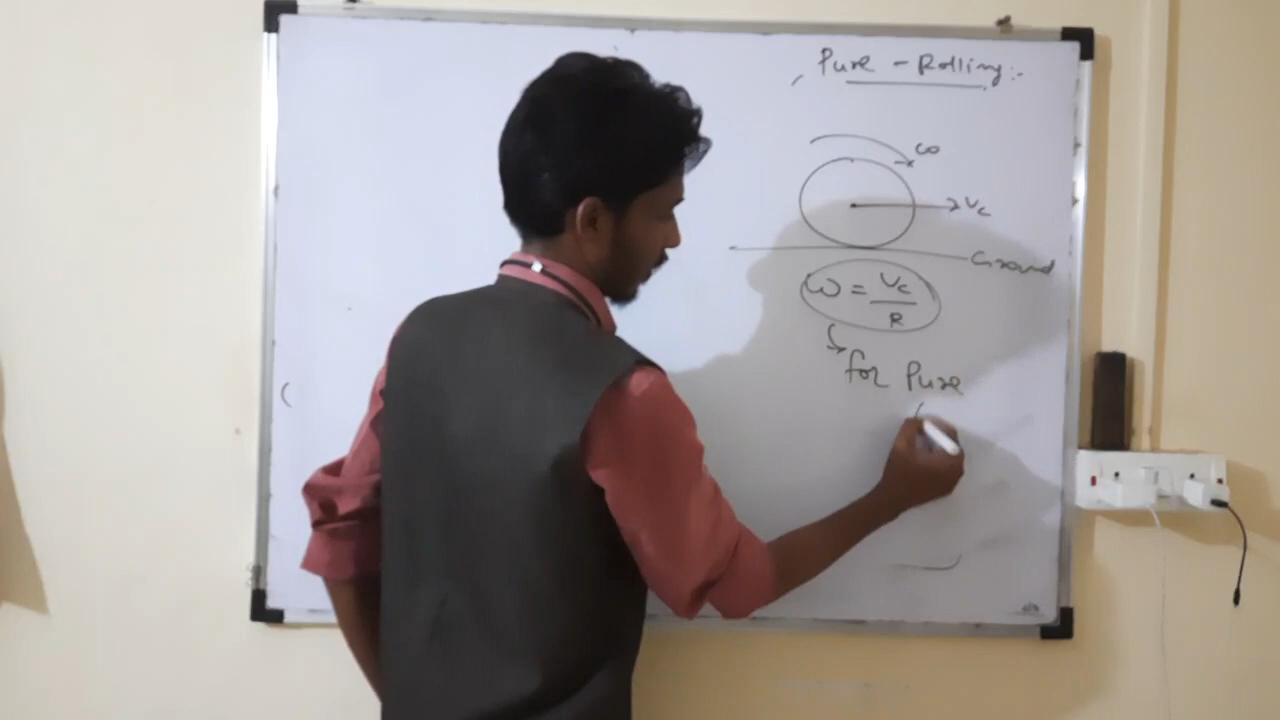 Pure - Rolling :-
ω
Vc
Ground
ω = Vc / R
for Pure